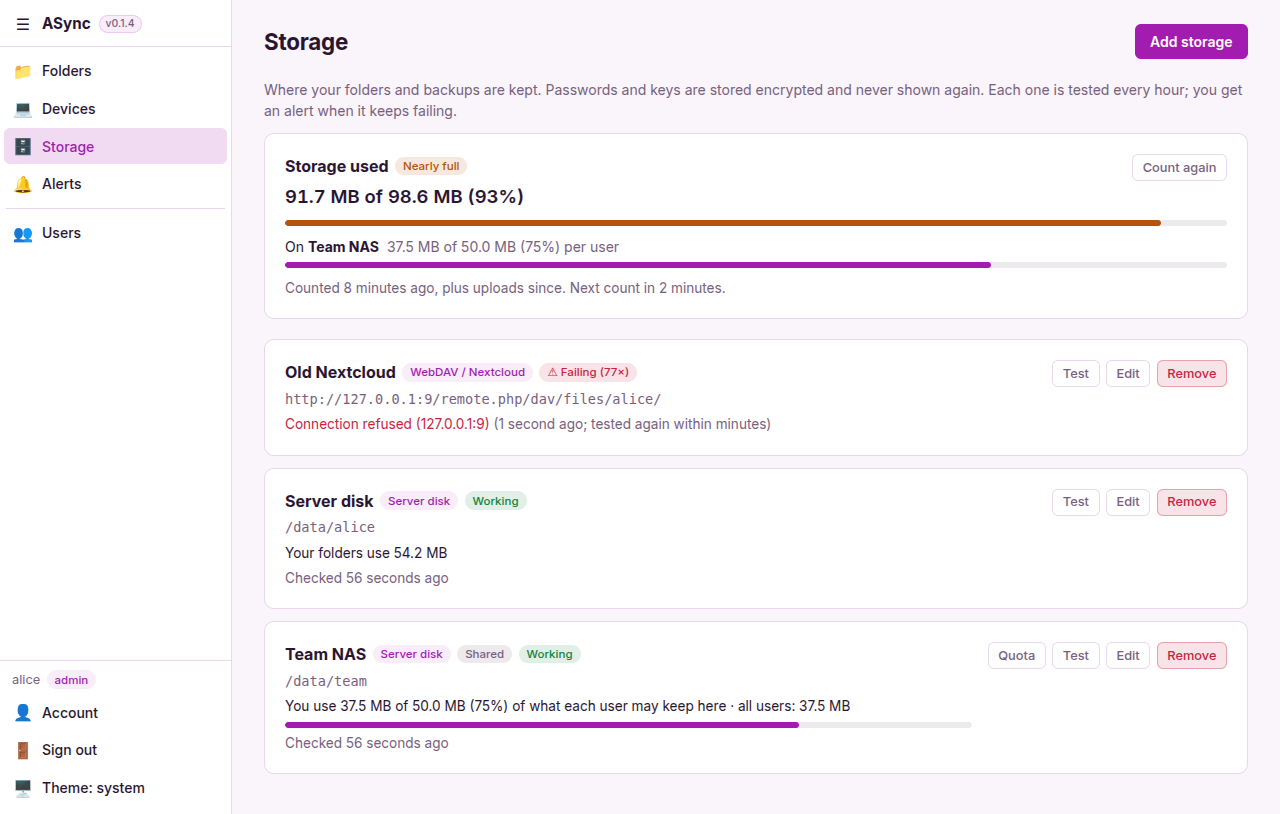 ☰ ASync v0.1.4
Folders
Devices
Storage
Alerts
Users
alice admin
Account
Sign out
Theme: system
Storage
Add storage
Where your folders and backups are kept. Passwords and keys are stored encrypted and never shown again. Each one is tested every hour; you get
an alert when it keeps failing.
Storage used Nearly full
Count again
91.7 MB of 98.6 MB (93%)
On Team NAS 37.5 MB of 50.0 MB (75%) per user
Counted 8 minutes ago, plus uploads since. Next count in 2 minutes.
Old Nextcloud WebDAV / Nextcloud ⚠ Failing (77×)
Test Edit Remove
http://127.0.0.1:9/remote.php/dav/files/alice/
Connection refused (127.0.0.1:9) (1 second ago; tested again within minutes)
Server disk Server disk Working
Test Edit Remove
/data/alice
Your folders use 54.2 MB
Checked 56 seconds ago
Team NAS Server disk Shared Working
Quota Test Edit Remove
/data/team
You use 37.5 MB of 50.0 MB (75%) of what each user may keep here · all users: 37.5 MB
Checked 56 seconds ago